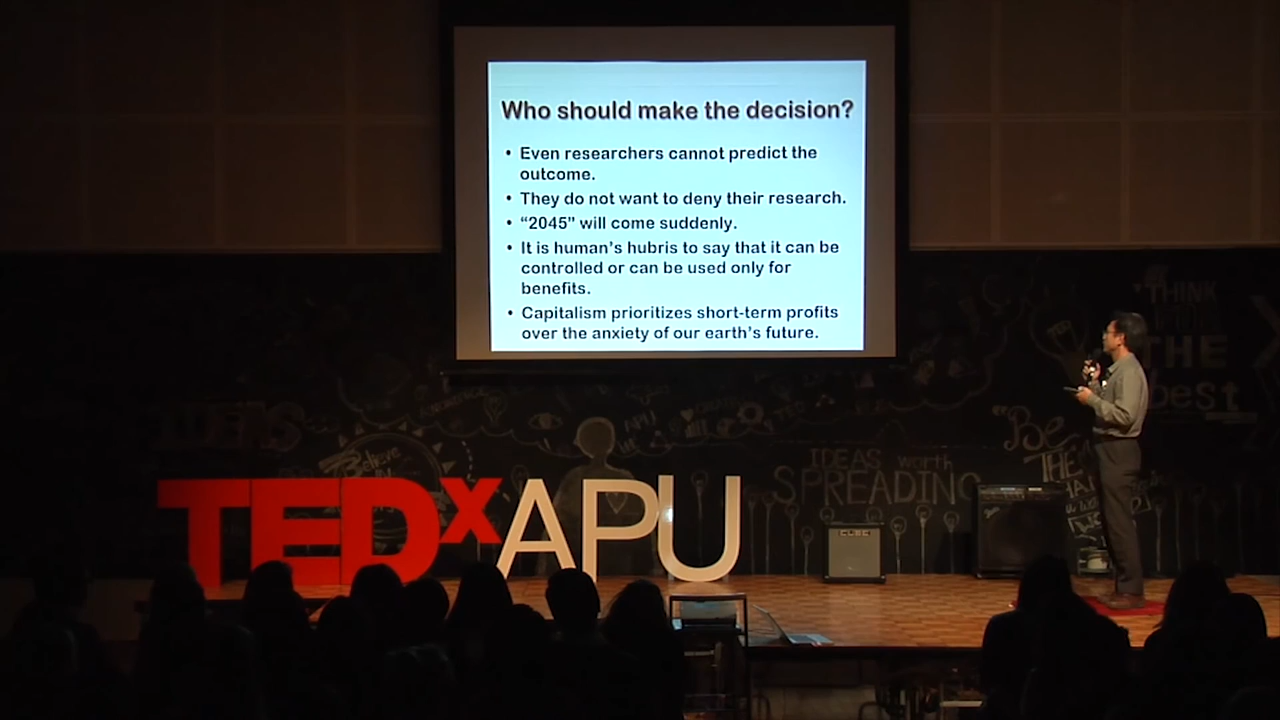 Who should make the decision?
• Even researchers cannot predict the
outcome.
• They do not want to deny their research.
• “2045” will come suddenly.
• It is human’s hubris to say that it can be
controlled or can be used only for
benefits.
• Capitalism prioritizes short-term profits
over the anxiety of our earth’s future.
"THINK
THE
best
IDEAS
Believe
"Be
THE
IDEAS worth
SPREADING
TEDxAPU
CUBE